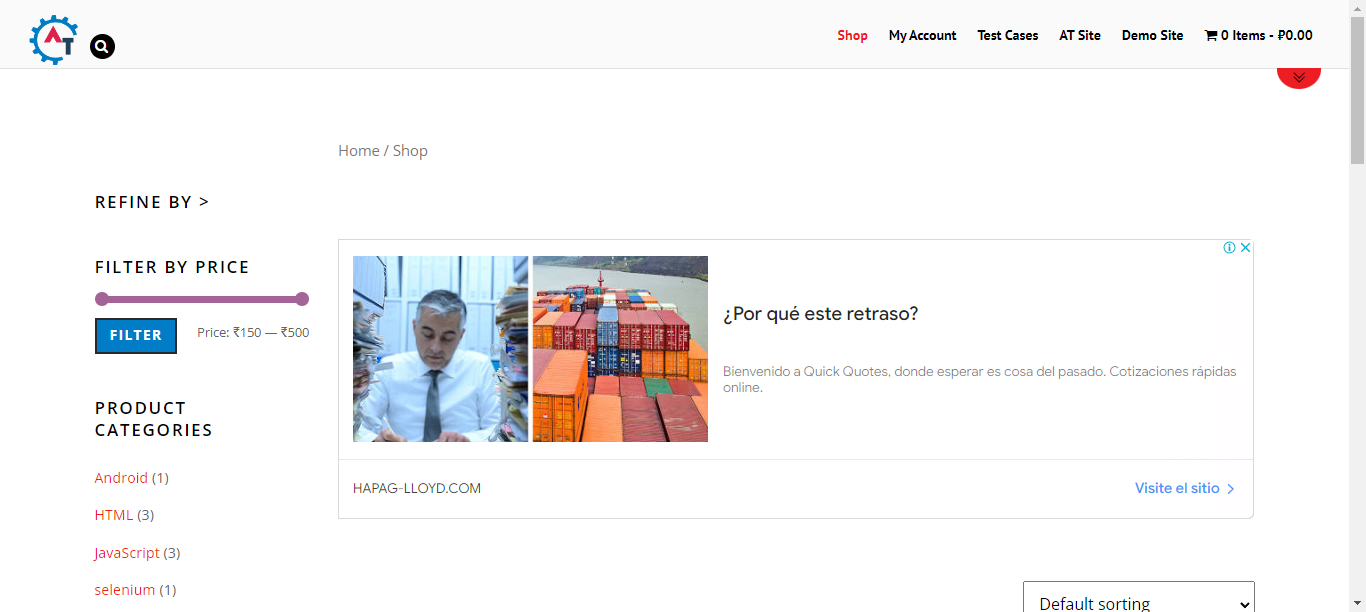 AT
Shop
My Account
Test Cases
AT Site
Demo Site
0 Items - ₽0.00
Home / Shop
REFINE BY >
FILTER BY PRICE
FILTER
Price: ₹150 — ₹500
PRODUCT
CATEGORIES
Android (1)
HTML (3)
JavaScript (3)
selenium (1)
¿Por qué este retraso?
Bienvenido a Quick Quotes, donde esperar es cosa del pasado. Cotizaciones rápidas
online.
HAPAG-LLOYD.COM
Visite el sitio
Default sorting